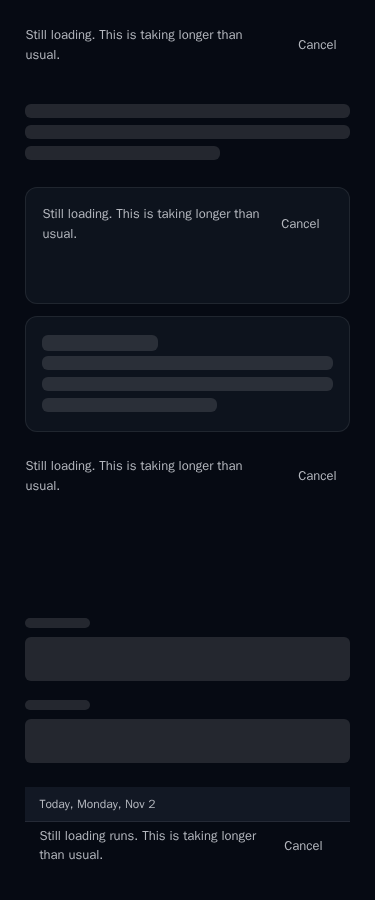 Still loading. This is taking longer than
usual.
Cancel
Still loading. This is taking longer than
usual.
Cancel
Still loading. This is taking longer than
usual.
Cancel
Today, Monday, Nov 2
Still loading runs. This is taking longer
than usual.
Cancel